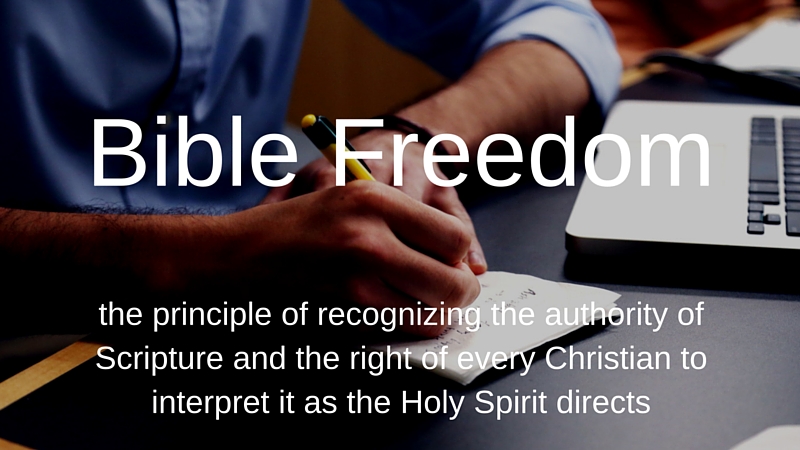 Bible Freedom
the principle of recognizing the authority of
Scripture and the right of every Christian to
interpret it as the Holy Spirit directs